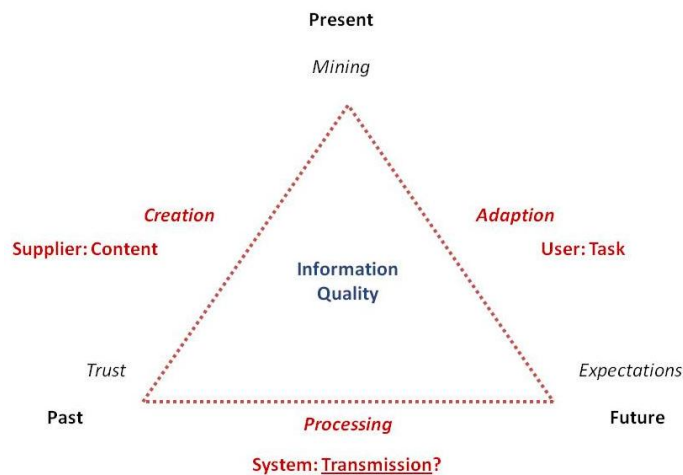 Present
Mining
Creation
Adaption
Supplier: Content
User: Task
Information
Quality
Trust
Expectations
Past
Future
Processing
System: Transmission?